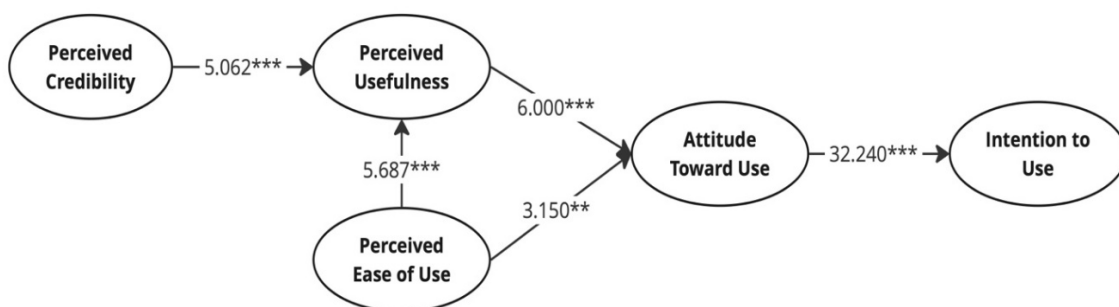 Perceived
Credibility
5.062***
Perceived
Usefulness
6.000***
5.687***
Perceived
Ease of Use
3.150**
Attitude
Toward Use
32.240***
Intention to
Use